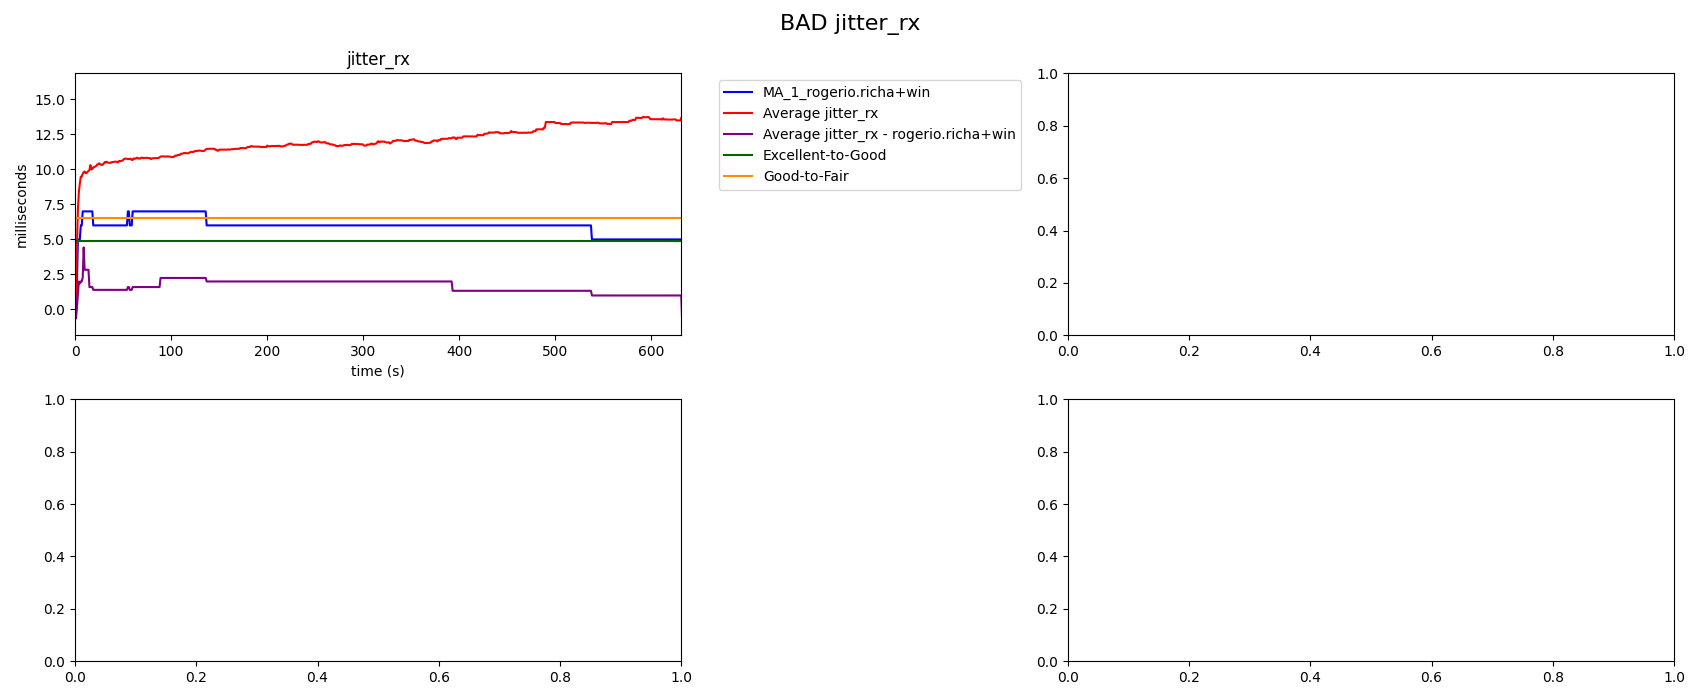 BAD jitter_rx
jitter_rx
milliseconds
15.0
12.5
10.0
7.5
5.0
2.5
0.0
0 100 200 300 400 500 600
time (s)
MA_1_rogerio.richa+win
Average jitter_rx
Average jitter_rx - rogerio.richa+win
Excellent-to-Good
Good-to-Fair
1.0
0.8
0.6
0.4
0.2
0.0
0.0 0.2 0.4 0.6 0.8 1.0
1.0
0.8
0.6
0.4
0.2
0.0
0.0 0.2 0.4 0.6 0.8 1.0
1.0
0.8
0.6
0.4
0.2
0.0
0.0 0.2 0.4 0.6 0.8 1.0